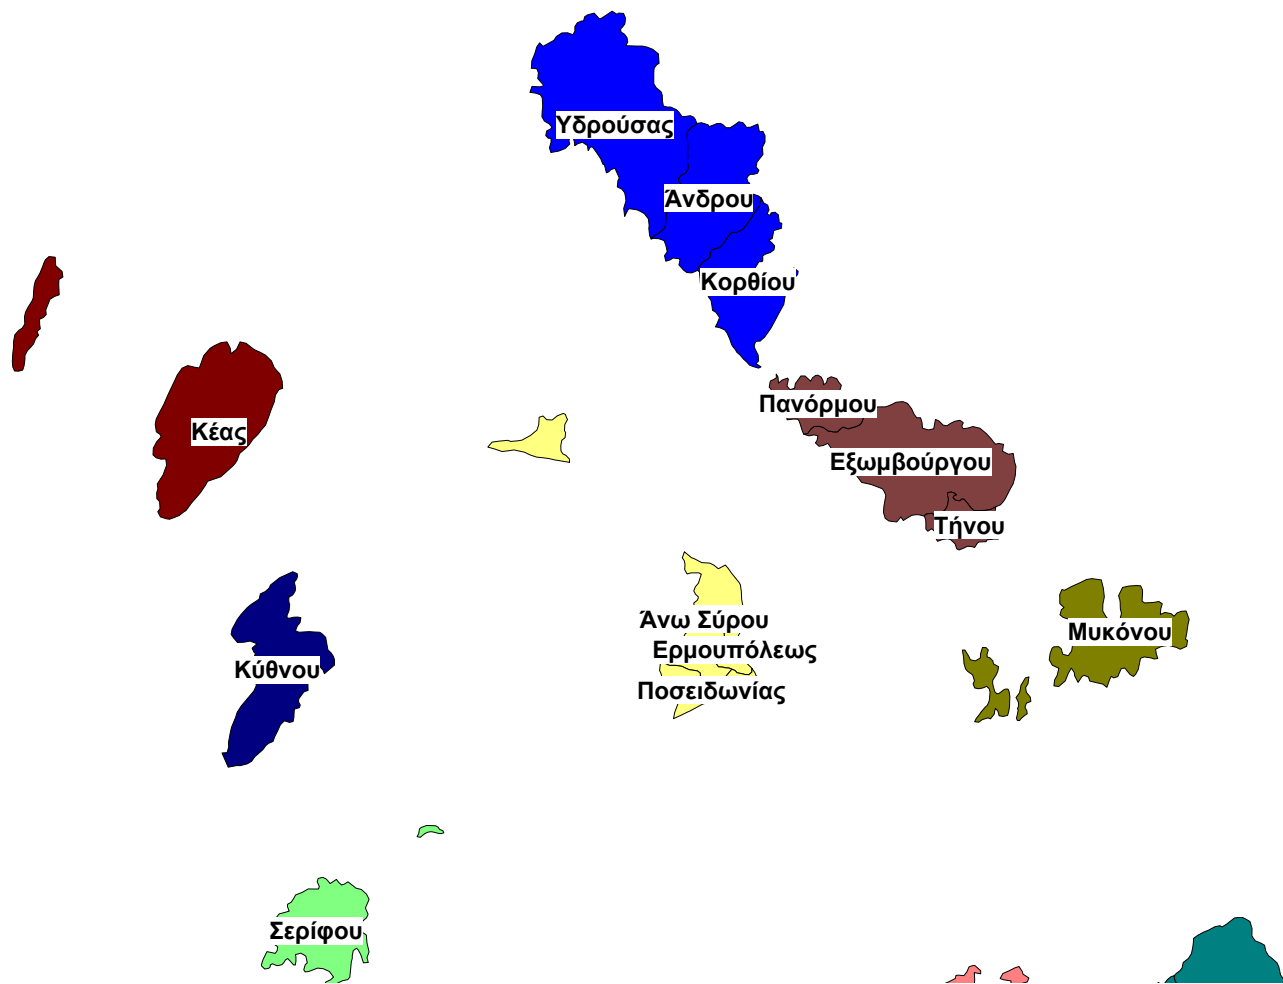 Υδρούσας
Άνδρου
Κορθίου
Πανόρμου
Κέας
Εξωμβούργου
Τήνου
Άνω Σύρου
Μυκόνου
Ερμουπόλεως
Κύθνου
Ποσειδωνίας
Σερίφου